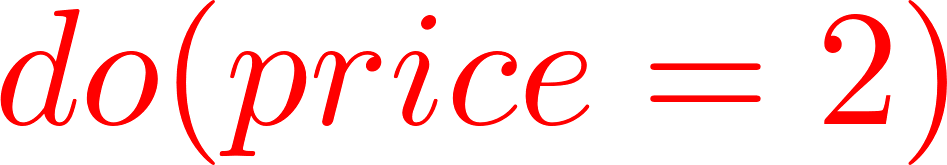 do(price = 2)